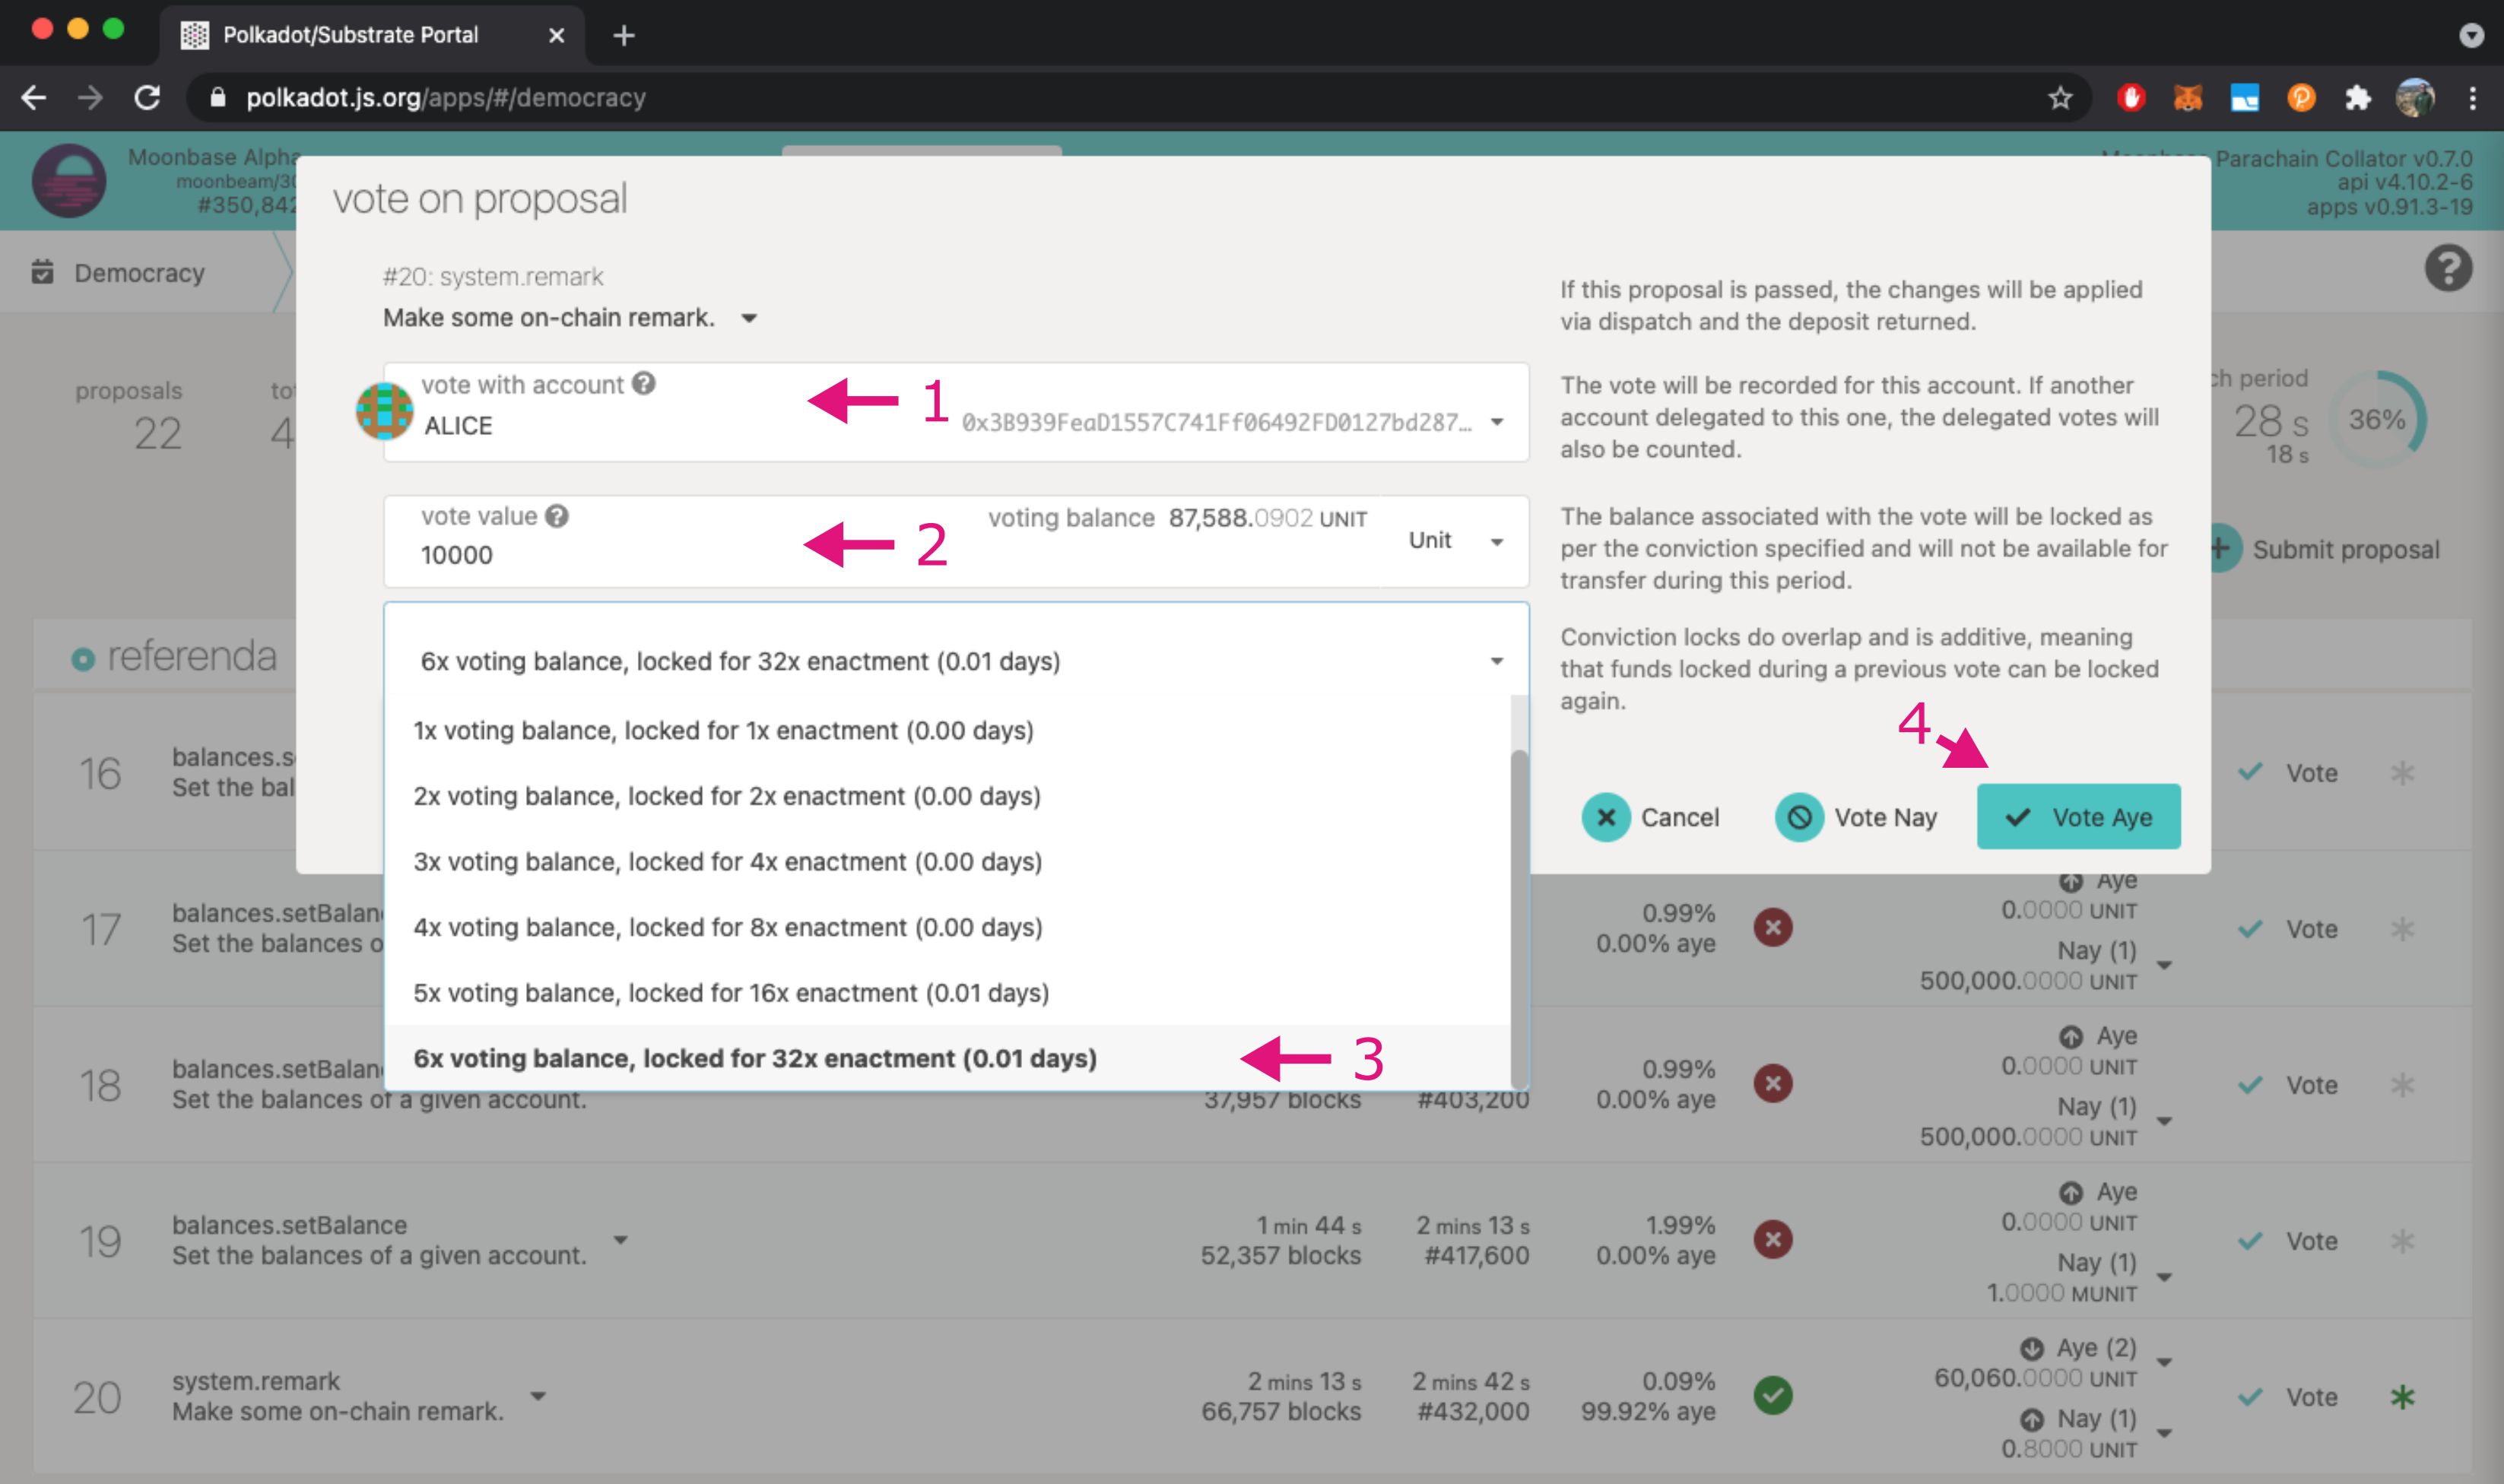 Polkadot/Substrate Portal
polkadot.js.org/apps/#/democracy
Moonbase Alpha
moonbeam/30
#350,842
Parachain Collator v0.7.0
api v4.10.2-6
apps v0.91.3-19
Democracy
vote on proposal
#20: system.remark
Make some on-chain remark.
If this proposal is passed, the changes will be applied
via dispatch and the deposit returned.
proposals
22
4
vote with account
ALICE
0x3B939FeaD1557C741Ff06492FD0127bd287…
1
The vote will be recorded for this account. If another
account delegated to this one, the delegated votes will
also be counted.
period
28 s
18 s
36%
vote value
10000
2
voting balance 87,588.0902 UNIT
Unit
The balance associated with the vote will be locked as
per the conviction specified and will not be available for
transfer during this period.
Submit proposal
referenda
6x voting balance, locked for 32x enactment (0.01 days)
1x voting balance, locked for 1x enactment (0.00 days)
2x voting balance, locked for 2x enactment (0.00 days)
3x voting balance, locked for 4x enactment (0.00 days)
4x voting balance, locked for 8x enactment (0.00 days)
5x voting balance, locked for 16x enactment (0.01 days)
6x voting balance, locked for 32x enactment (0.01 days)
3
Conviction locks do overlap and is additive, meaning
that funds locked during a previous vote can be locked
again.
4
Cancel
Vote Nay
Vote Aye
16
balances.s
Set the bal
Vote
17
balances.setBalan
Set the balances o
0.99%
0.00% aye
Aye
0.0000 UNIT
Nay (1)
500,000.0000 UNIT
Vote
18
balances.setBalan
Set the balances of a given account.
37,957 blocks
#403,200
0.99%
0.00% aye
Aye
0.0000 UNIT
Nay (1)
500,000.0000 UNIT
Vote
19
balances.setBalance
Set the balances of a given account.
1 min 44 s
52,357 blocks
2 mins 13 s
#417,600
1.99%
0.00% aye
Aye
0.0000 UNIT
Nay (1)
1.0000 MUNIT
Vote
20
system.remark
Make some on-chain remark.
2 mins 13 s
66,757 blocks
2 mins 42 s
#432,000
0.09%
99.92% aye
Aye (2)
60,060.0000 UNIT
Nay (1)
0.8000 UNIT
Vote